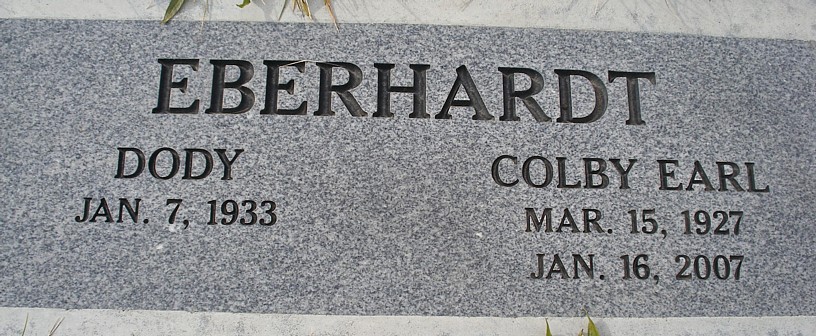 EBERHARDT
DODY
JAN. 7, 1933
COLBY EARL
MAR. 15, 1927
JAN. 16, 2007